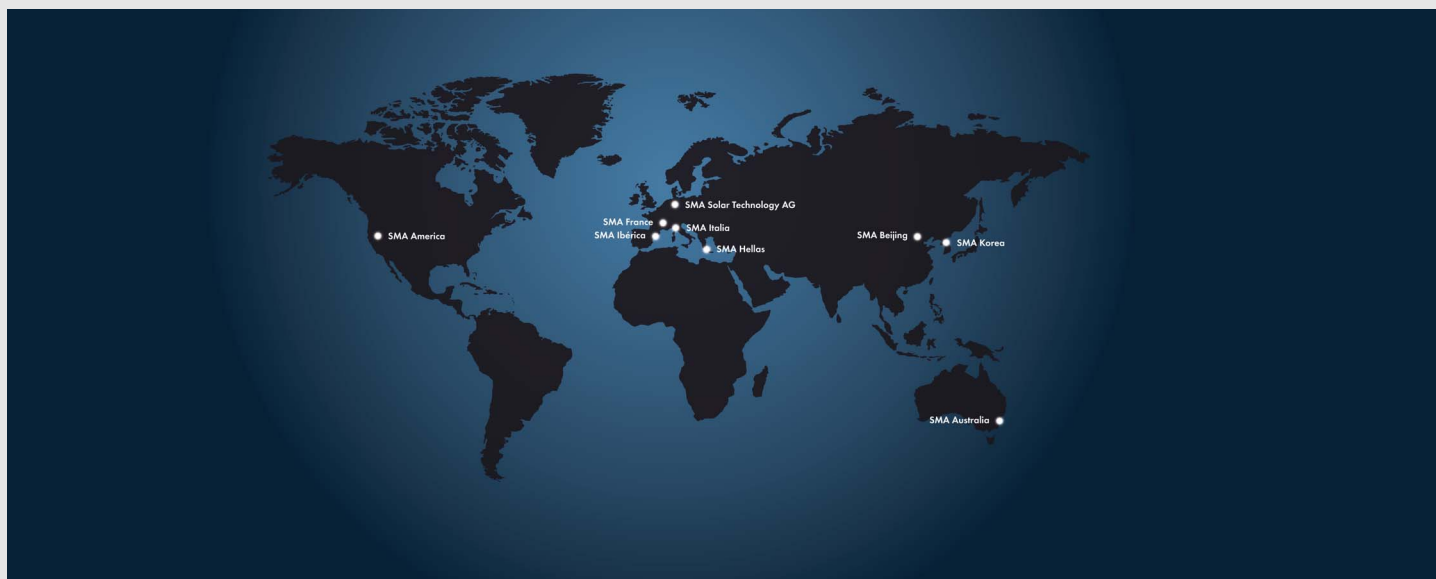 SMA Solar Technology AG
SMA France
SMA Italia
SMA America
SMA Ibérica
SMA Beijing
SMA Korea
SMA Hellas
SMA Australia